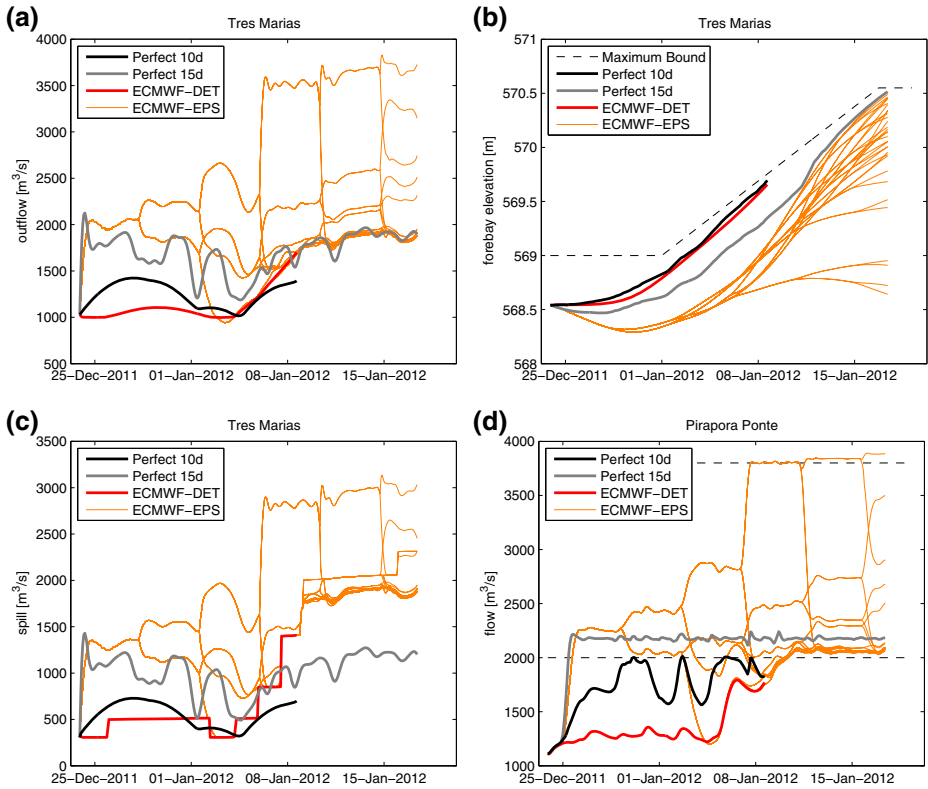 (a)
Tres Marias
4000
3500
3000
2500
2000
1500
1000
500
outflow [m³/s]
Perfect 10d
Perfect 15d
ECMWF−DET
ECMWF−EPS
25−Dec−2011
01−Jan−2012
08−Jan−2012
15−Jan−2012
(b)
Tres Marias
571
570.5
570
569.5
569
568.5
568
forebay elevation [m]
Maximum Bound
Perfect 10d
Perfect 15d
ECMWF−DET
ECMWF−EPS
25−Dec−2011
01−Jan−2012
08−Jan−2012
15−Jan−2012
(c)
Tres Marias
3500
3000
2500
2000
1500
1000
500
0
spill [m³/s]
Perfect 10d
Perfect 15d
ECMWF−DET
ECMWF−EPS
25−Dec−2011
01−Jan−2012
08−Jan−2012
15−Jan−2012
(d)
Pirapora Ponte
4000
3500
3000
2500
2000
1500
1000
flow [m³/s]
Perfect 10d
Perfect 15d
ECMWF−DET
ECMWF−EPS
25−Dec−2011
01−Jan−2012
08−Jan−2012
15−Jan−2012